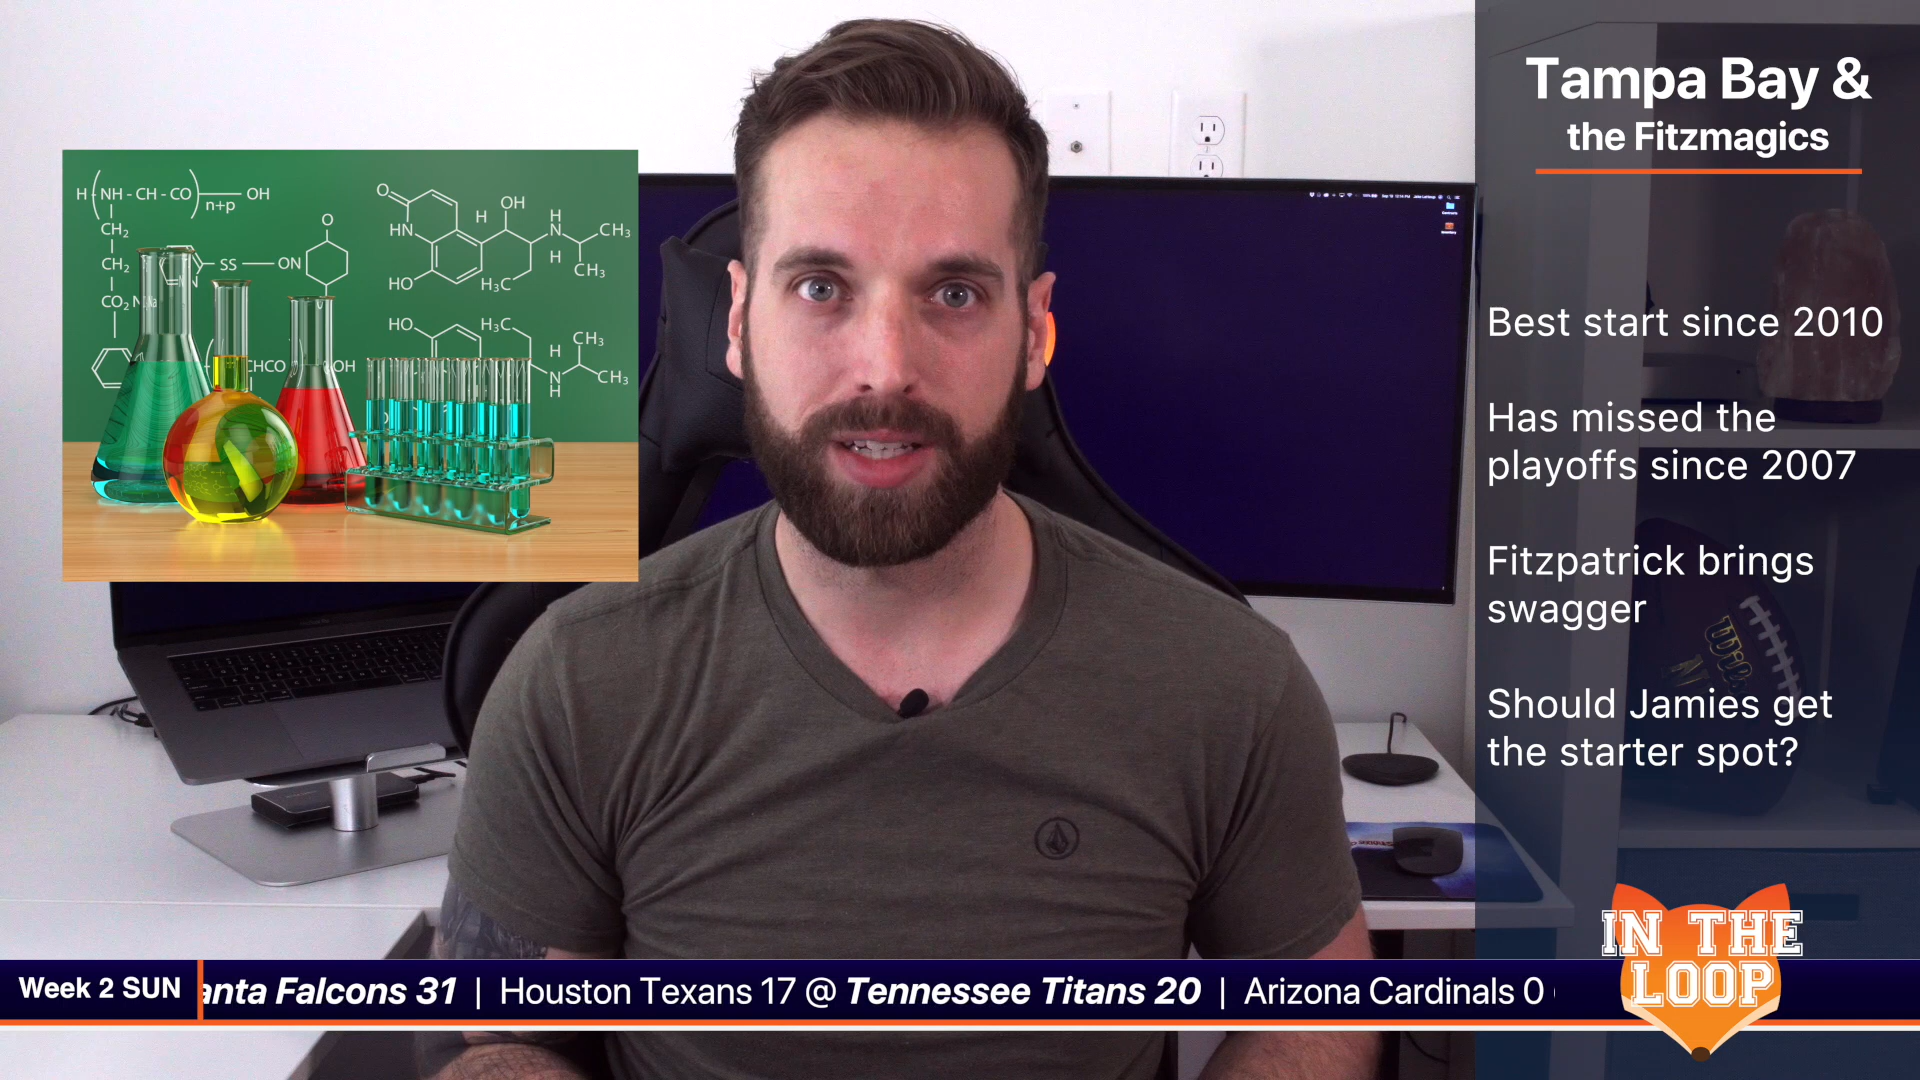 Tampa Bay &
the Fitzmagics
Best start since 2010
Has missed the
playoffs since 2007
Fitzpatrick brings
swagger
Should Jamies get
the starter spot?
H (NH - CH - CO) n+p OH
CH₂
CH₂
CO₂
SS
ON
O
O
HN
HO
H
OH
H
N
H
CH₃
CH₃
H₃C
HO
H₃C
H
N
H
CH₃
CH₃
CHCO
OH
Wilson
IN THE
LOOP
Week 2 SUN
anta Falcons 31 | Houston Texans 17 @ Tennessee Titans 20 | Arizona Cardinals 0